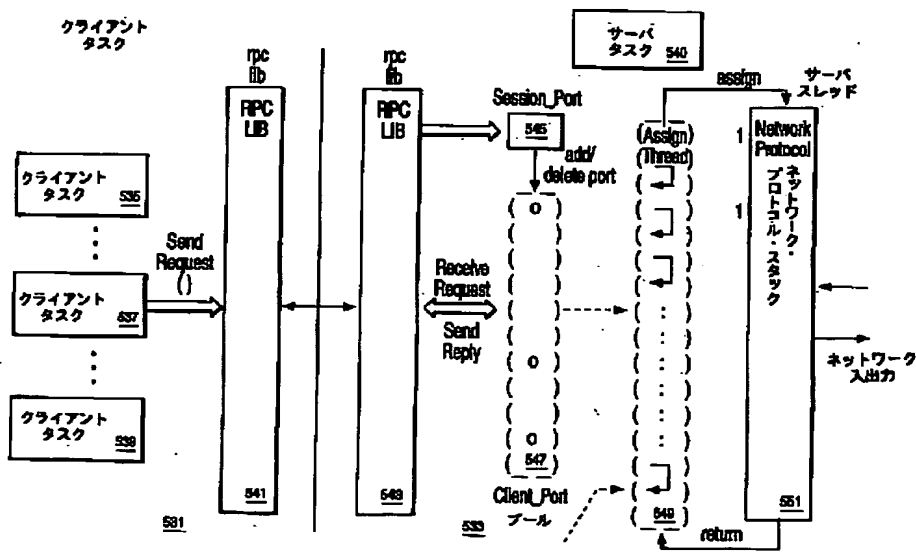 クライアント
タスク
rpc
lib
RPC
LIB
クライアント
タスク
クライアント
タスク
537
クライアント
タスク
Send
Request
()
541
531
rpc
lib
RPC
LIB
543
533
サーバ
タスク
540
Session_Port
545
add/
delete port
Receive
Request
Send
Reply
547
Client_Port
プール
assign
(Assign)
(Thread)
549
return
サーバ
スレッド
1
1
Network
Protocol
ネットワーク・
プロトコル・スタック
551
ネットワーク
入出力